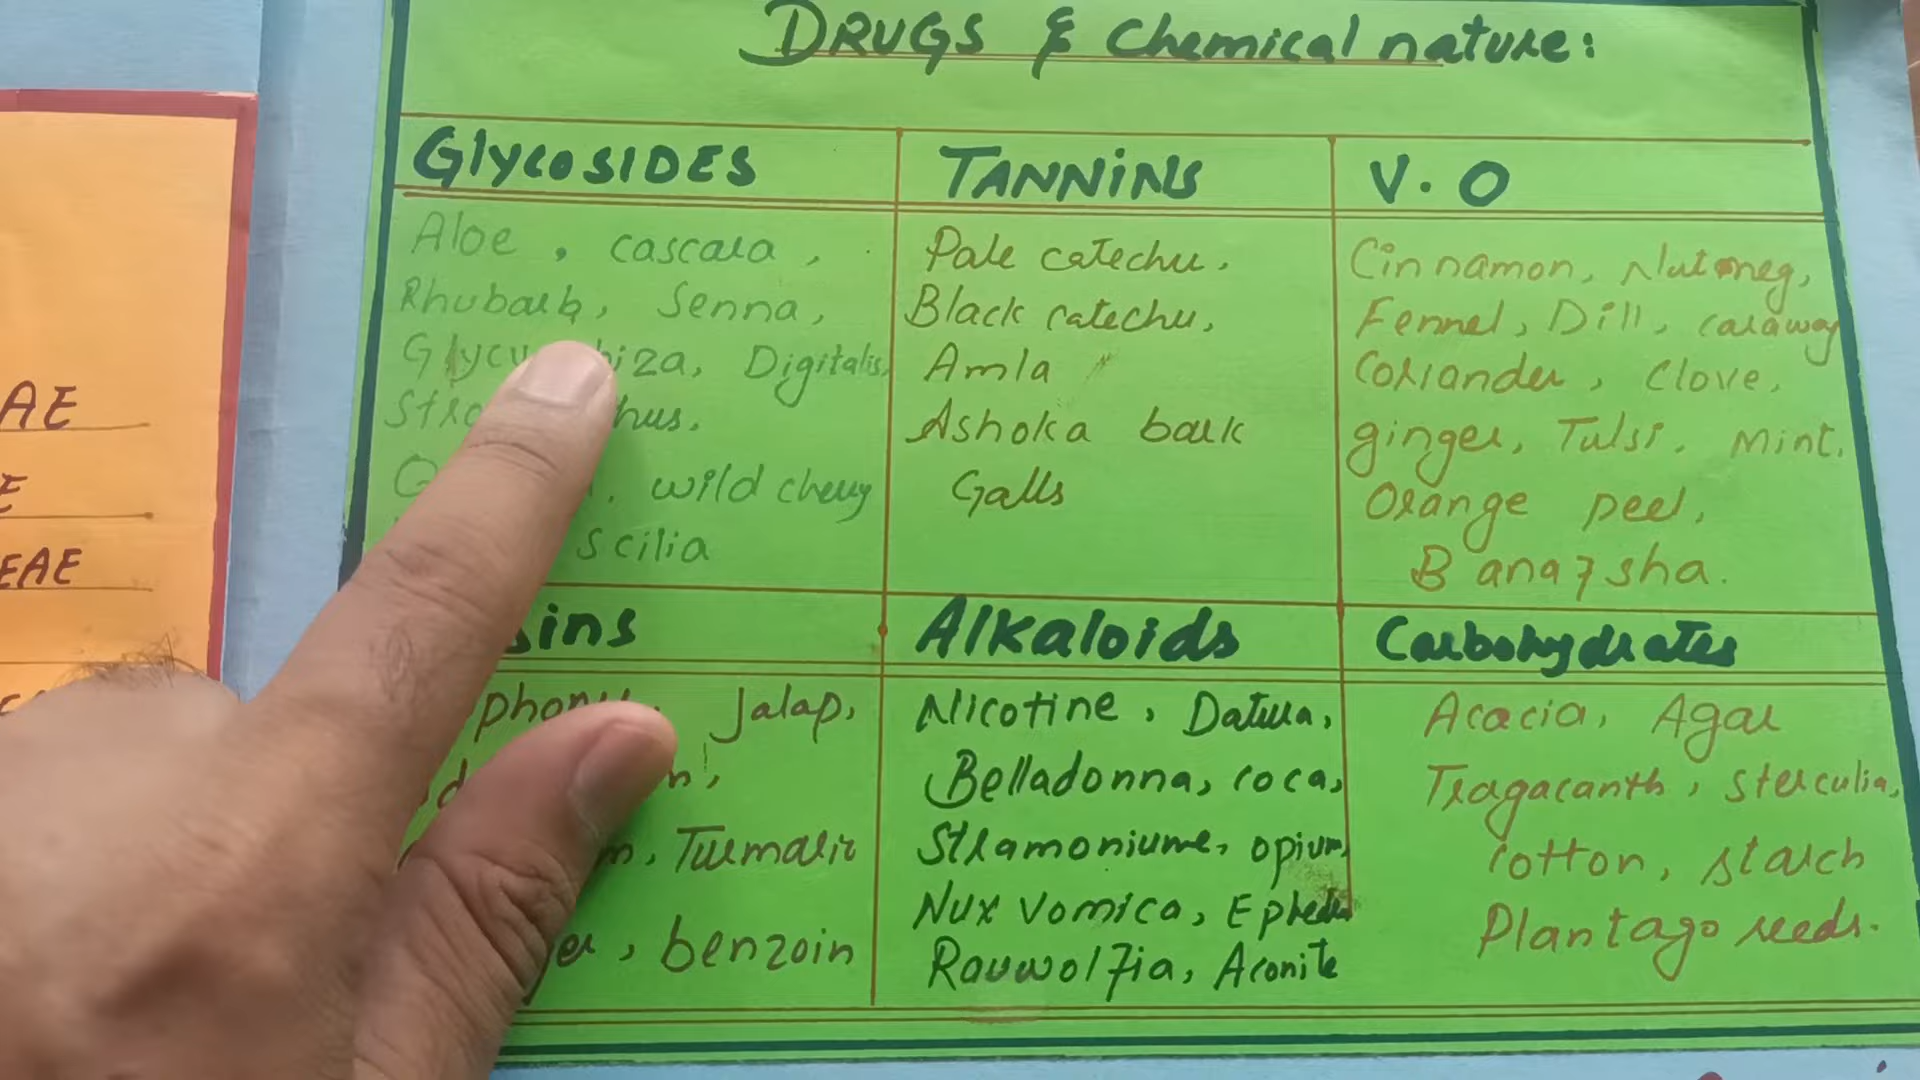 DRUGS & Chemical nature:
GLYCOSIDES
Aloe, cascara,
Rhubarb, Senna,
Digitalis,
wild cherry
scilia
TANNINS
Pale catechu,
Black catechu,
Amla
Ashoka bark
Galls
V.O
Cinnamon, Nutmeg,
Fennel, Dill, caraway
Coriander, Clove,
ginger, Tulsi, Mint,
Orange peel,
Banafsha.
Jalap,
Turmaric
benzoin
Alkaloids
Nicotine, Datura,
Belladonna, coca,
Stramoniume, opium,
Nux vomica, Ephedra
Rauwolfia, Aconite
Carbohydrates
Acacia, Agar
Tragacanth, sterculia,
cotton, starch
Plantago seeds.
AE
E
EAE